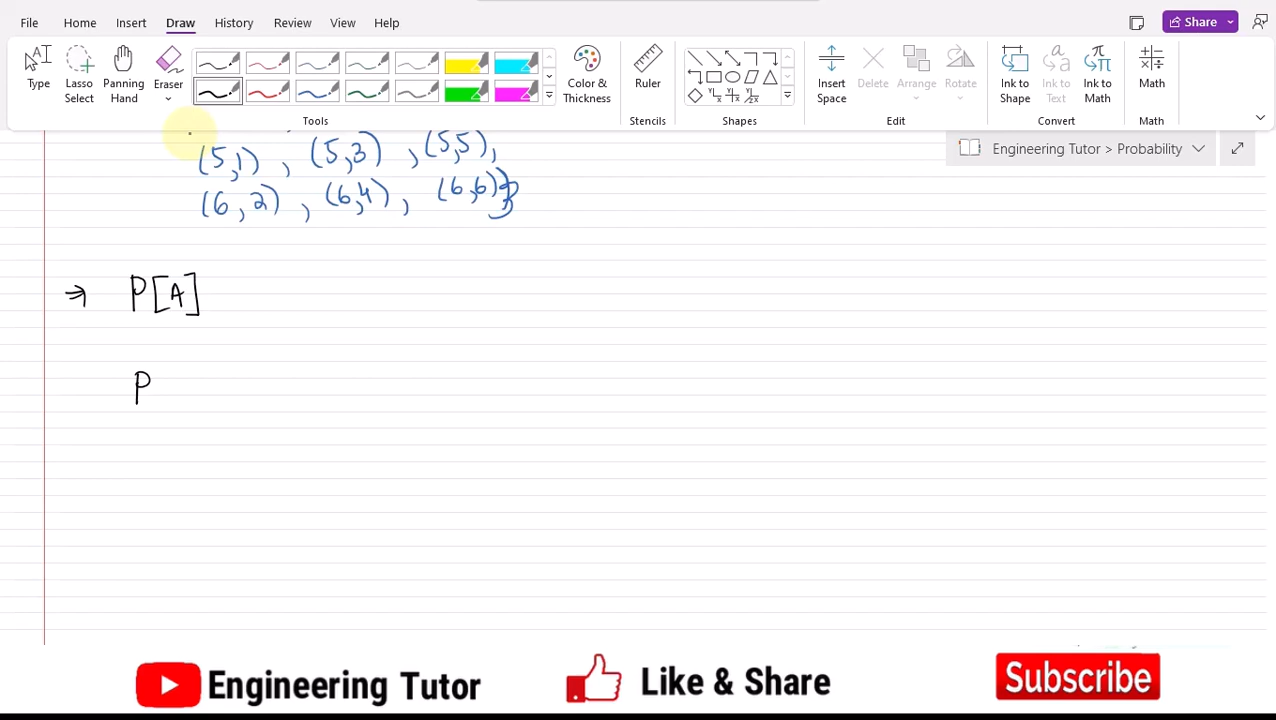 File Home Insert Draw History Review View Help Share
Type Lasso Select Panning Hand Eraser Color & Thickness Ruler Insert Space Delete Arrange Rotate Ink to Shape Ink to Text Ink to Math Math
Tools Stencils Shapes Edit Convert Math
Engineering Tutor > Probability
(5,1) , (5,3) , (5,5),
(6,2) , (6,4) , (6,6)}
⇒ P[A]
P
Engineering Tutor Like & Share Subscribe